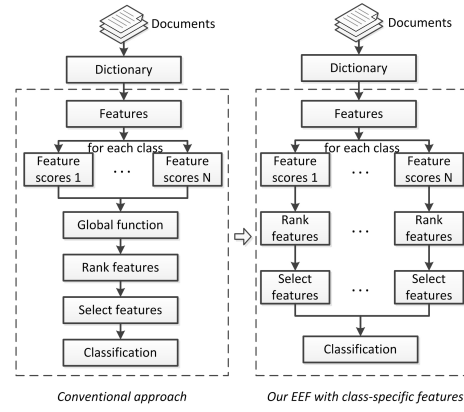 Documents
Dictionary
Features
for each class
Feature
scores 1
...
Feature
scores N
Global function
Rank features
Select features
Classification
Conventional approach
Documents
Dictionary
Features
for each class
Feature
scores 1
...
Feature
scores N
Rank
features
...
Rank
features
Select
features
...
Select
features
Classification
Our EEF with class-specific features